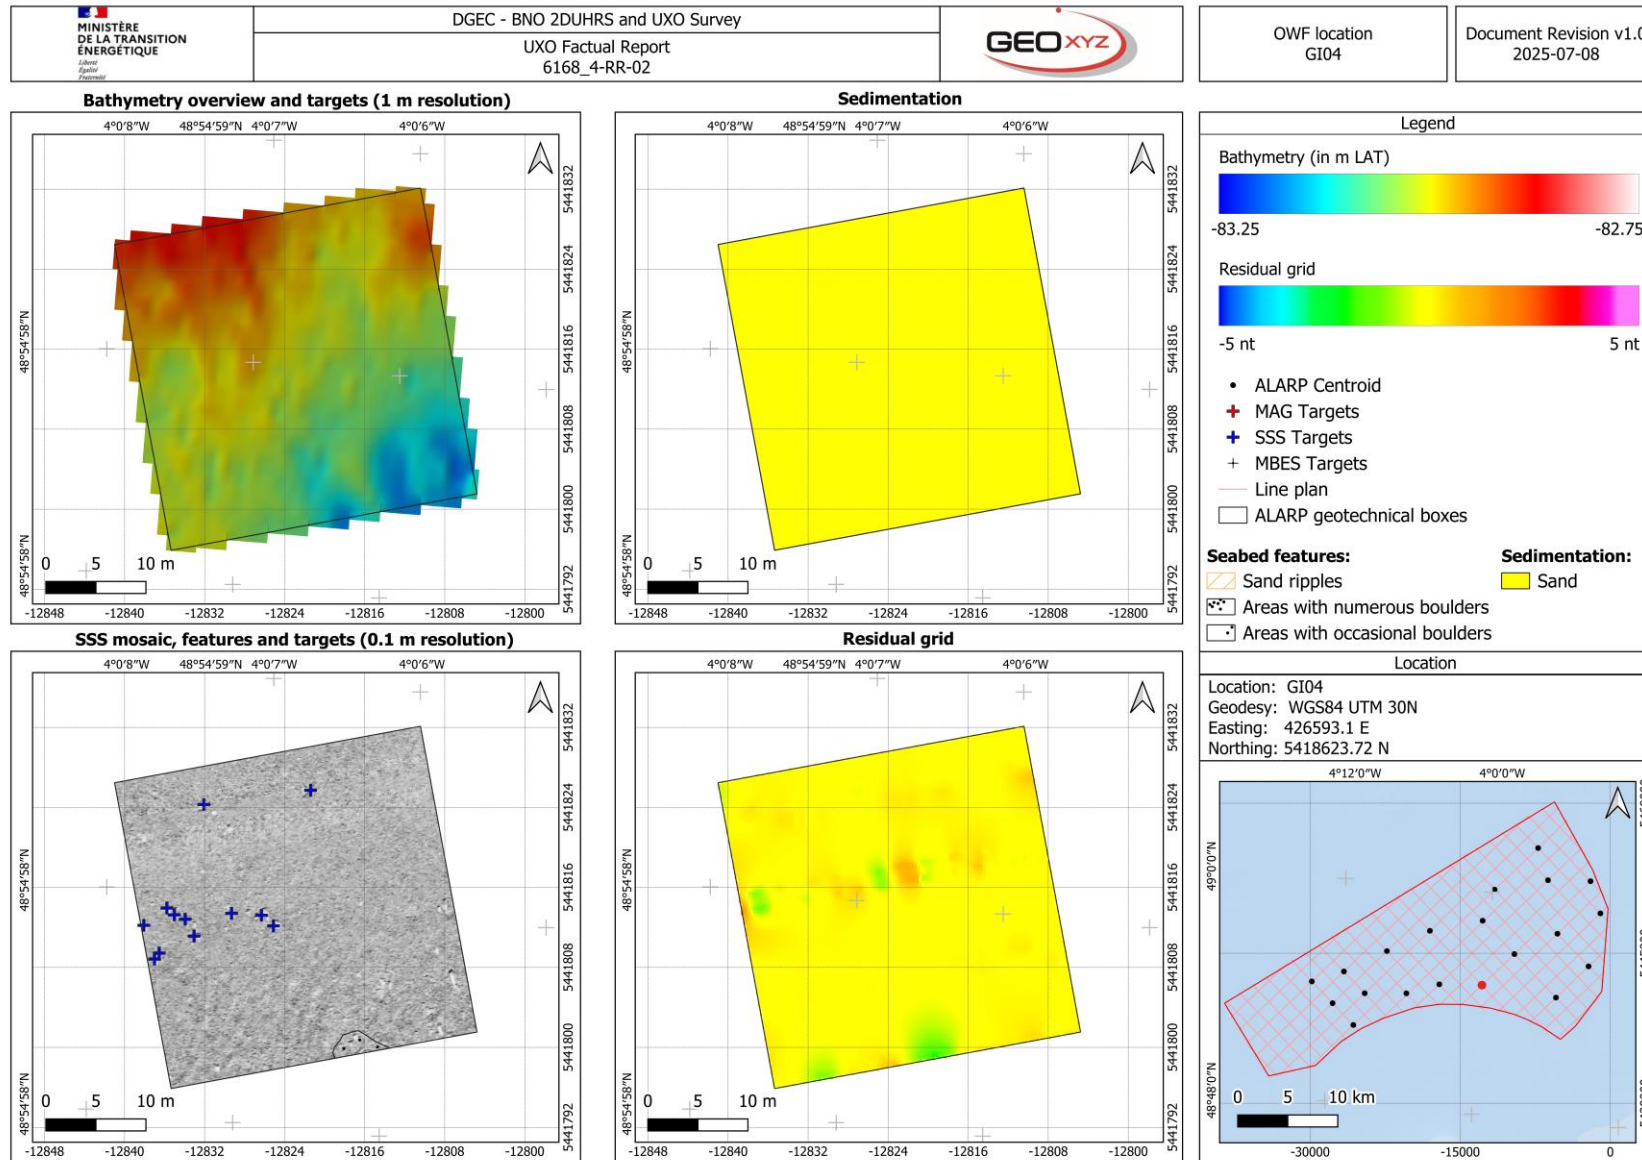 MINISTÈRE
DE LA TRANSITION
ÉNERGÉTIQUE
Liberté
Égalité
Fraternité
DGEC - BNO 2DUHRS and UXO Survey
UXO Factual Report
6168_4-RR-02
GEOXYZ
OWF location
GI04
Document Revision v1.0
2025-07-08
Bathymetry overview and targets (1 m resolution)
4°0'8"W 48°54'59"N 4°0'7"W 4°0'6"W
5441832
5441824
5441816
5441808
5441800
5441792
48°54'58"N
48°54'58"N
0 5 10 m
-12848 -12840 -12832 -12824 -12816 -12808 -12800
Sedimentation
4°0'8"W 48°54'59"N 4°0'7"W 4°0'6"W
5441832
5441824
5441816
5441808
5441800
5441792
48°54'58"N
48°54'58"N
0 5 10 m
-12848 -12840 -12832 -12824 -12816 -12808 -12800
Legend
Bathymetry (in m LAT)
-83.25 -82.75
Residual grid
-5 nt 5 nt
ALARP Centroid
MAG Targets
SSS Targets
MBES Targets
Line plan
ALARP geotechnical boxes
Seabed features: Sedimentation:
Sand ripples Sand
Areas with numerous boulders
Areas with occasional boulders
SSS mosaic, features and targets (0.1 m resolution)
4°0'8"W 48°54'59"N 4°0'7"W 4°0'6"W
5441832
5441824
5441816
5441808
5441800
5441792
48°54'58"N
48°54'58"N
0 5 10 m
-12848 -12840 -12832 -12824 -12816 -12808 -12800
Residual grid
4°0'8"W 48°54'59"N 4°0'7"W 4°0'6"W
5441832
5441824
5441816
5441808
5441800
5441792
48°54'58"N
48°54'58"N
0 5 10 m
-12848 -12840 -12832 -12824 -12816 -12808 -12800
Location
Location: GI04
Geodesy: WGS84 UTM 30N
Easting: 426593.1 E
Northing: 5418623.72 N
4°12'0"W 4°0'0"W
49°0'0"N
48°48'0"N
0 5 10 km
-30000 -15000 0